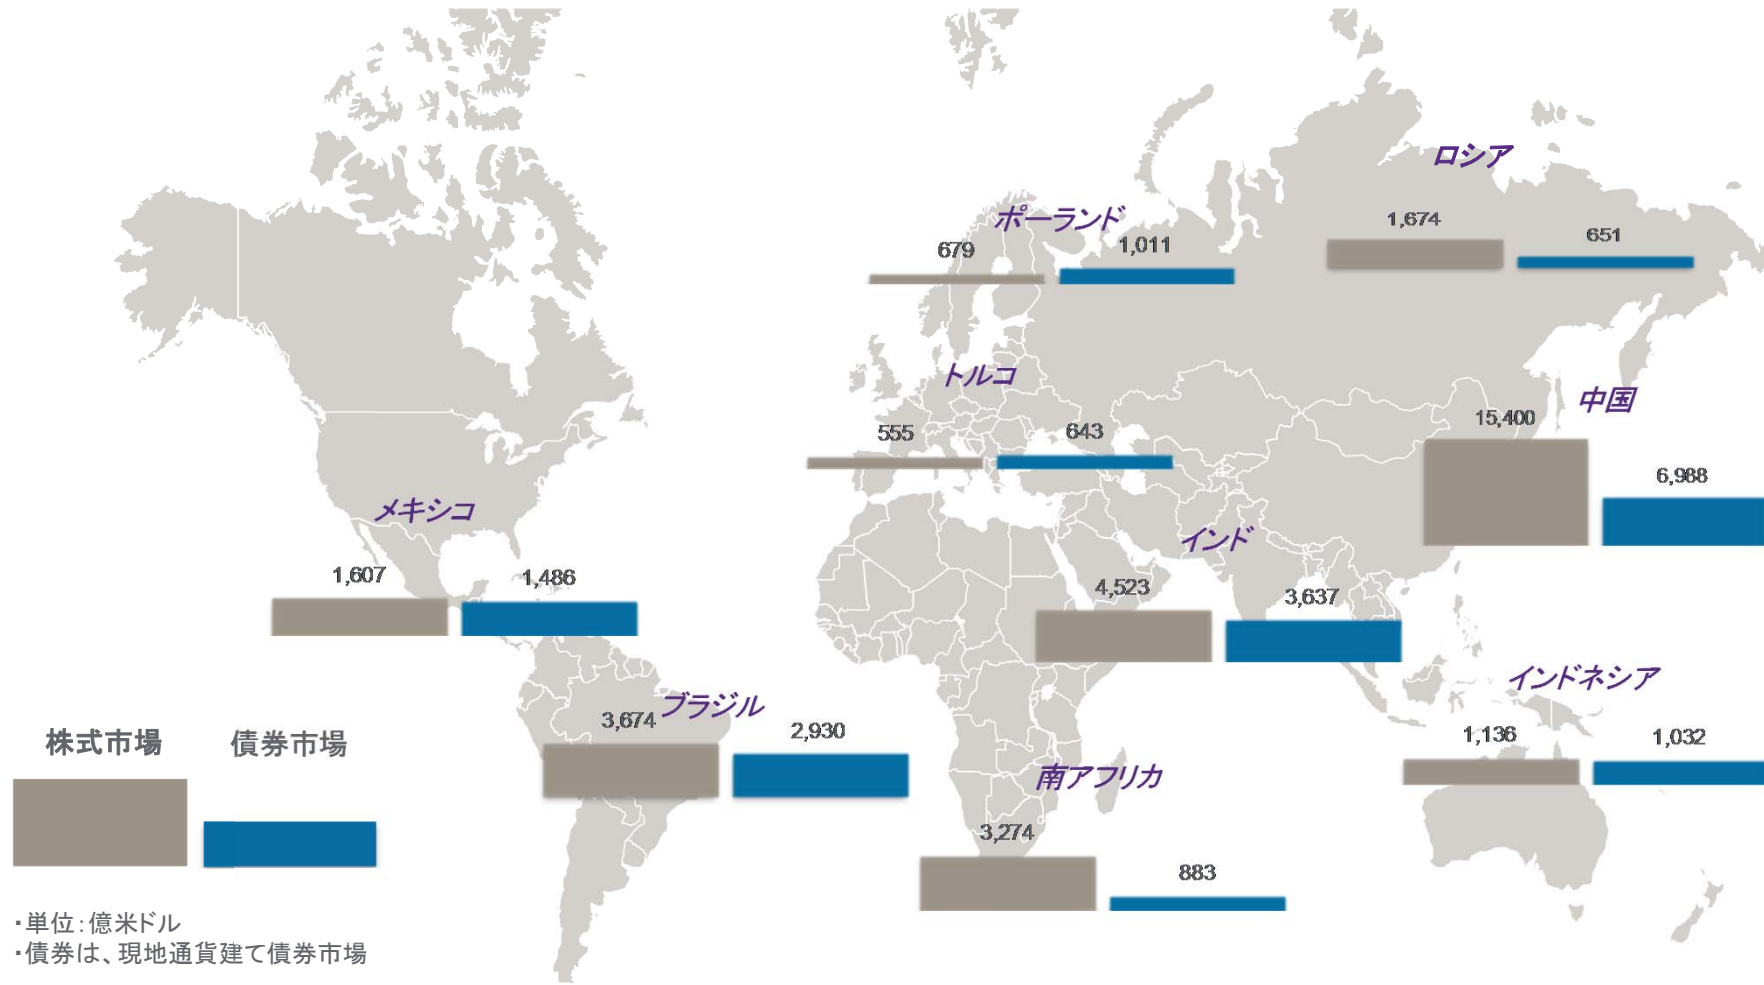 ロシア
1,674
651
ポーランド
679
1,011
トルコ
555
643
中国
15,400
6,988
メキシコ
1,607
1,486
インド
4,523
3,637
インドネシア
1,136
1,032
ブラジル
3,674
2,930
南アフリカ
3,274
883
株式市場
債券市場
・単位：億米ドル
・債券は、現地通貨建て債券市場